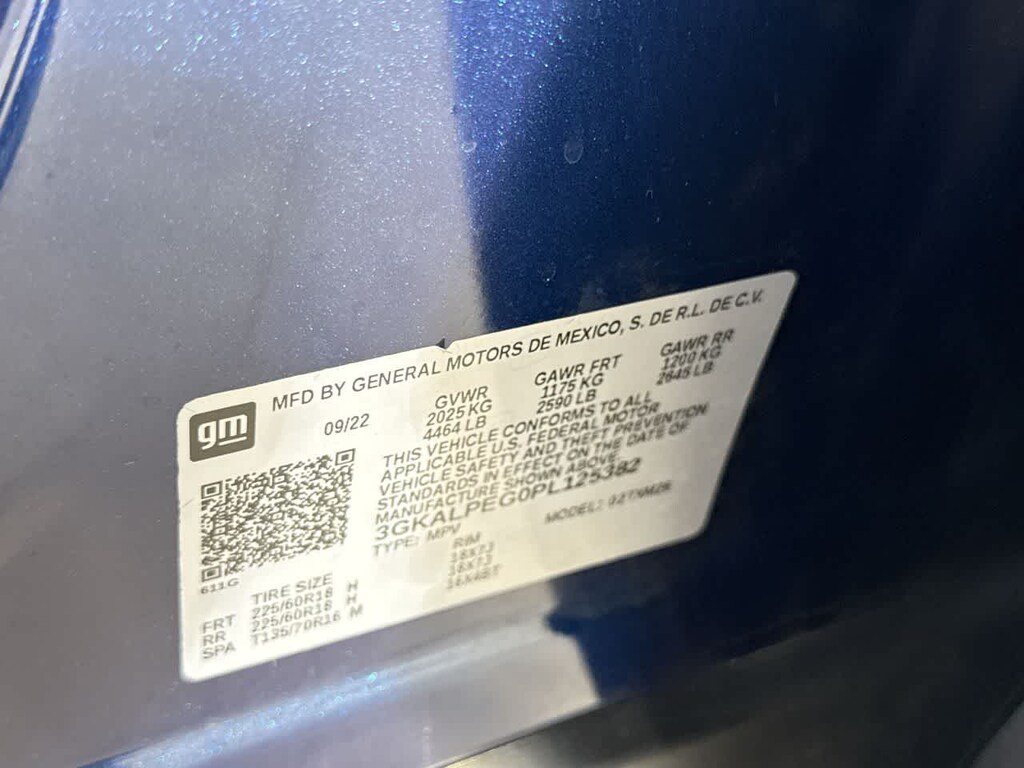 gm
MFD BY GENERAL MOTORS DE MEXICO, S. DE R.L. DE C.V.
09/22 GVWR GAWR FRT GAWR RR
2025 KG 1175 KG 1200 KG
4464 LB 2590 LB 2645 LB
THIS VEHICLE CONFORMS TO ALL
APPLICABLE U.S. FEDERAL MOTOR
VEHICLE SAFETY AND THEFT PREVENTION
STANDARDS IN EFFECT ON THE DATE OF
MANUFACTURE SHOWN ABOVE.
3GKALPEG0PL125382
TYPE: MPV MODEL:
611G
TIRE SIZE RIM
FRT 225/60R18 H
RR 225/60R18 H
SPA T135/70R16 M